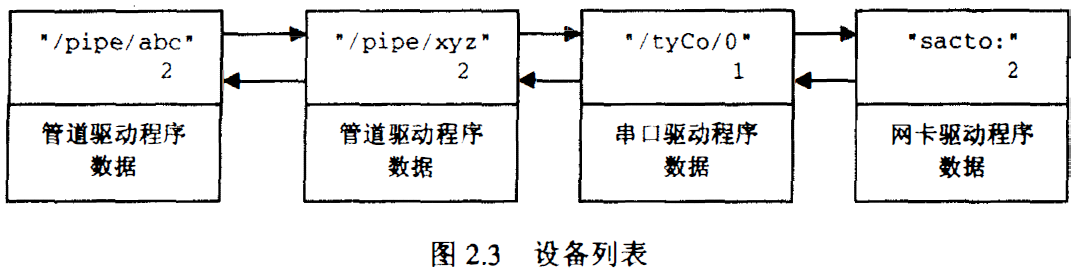 "/pipe/abc"
2
管道驱动程序
数据
"/pipe/xyz"
2
管道驱动程序
数据
"/tyCo/0"
1
串口驱动程序
数据
"sacto:"
2
网卡驱动程序
数据
图 2.3 设备列表